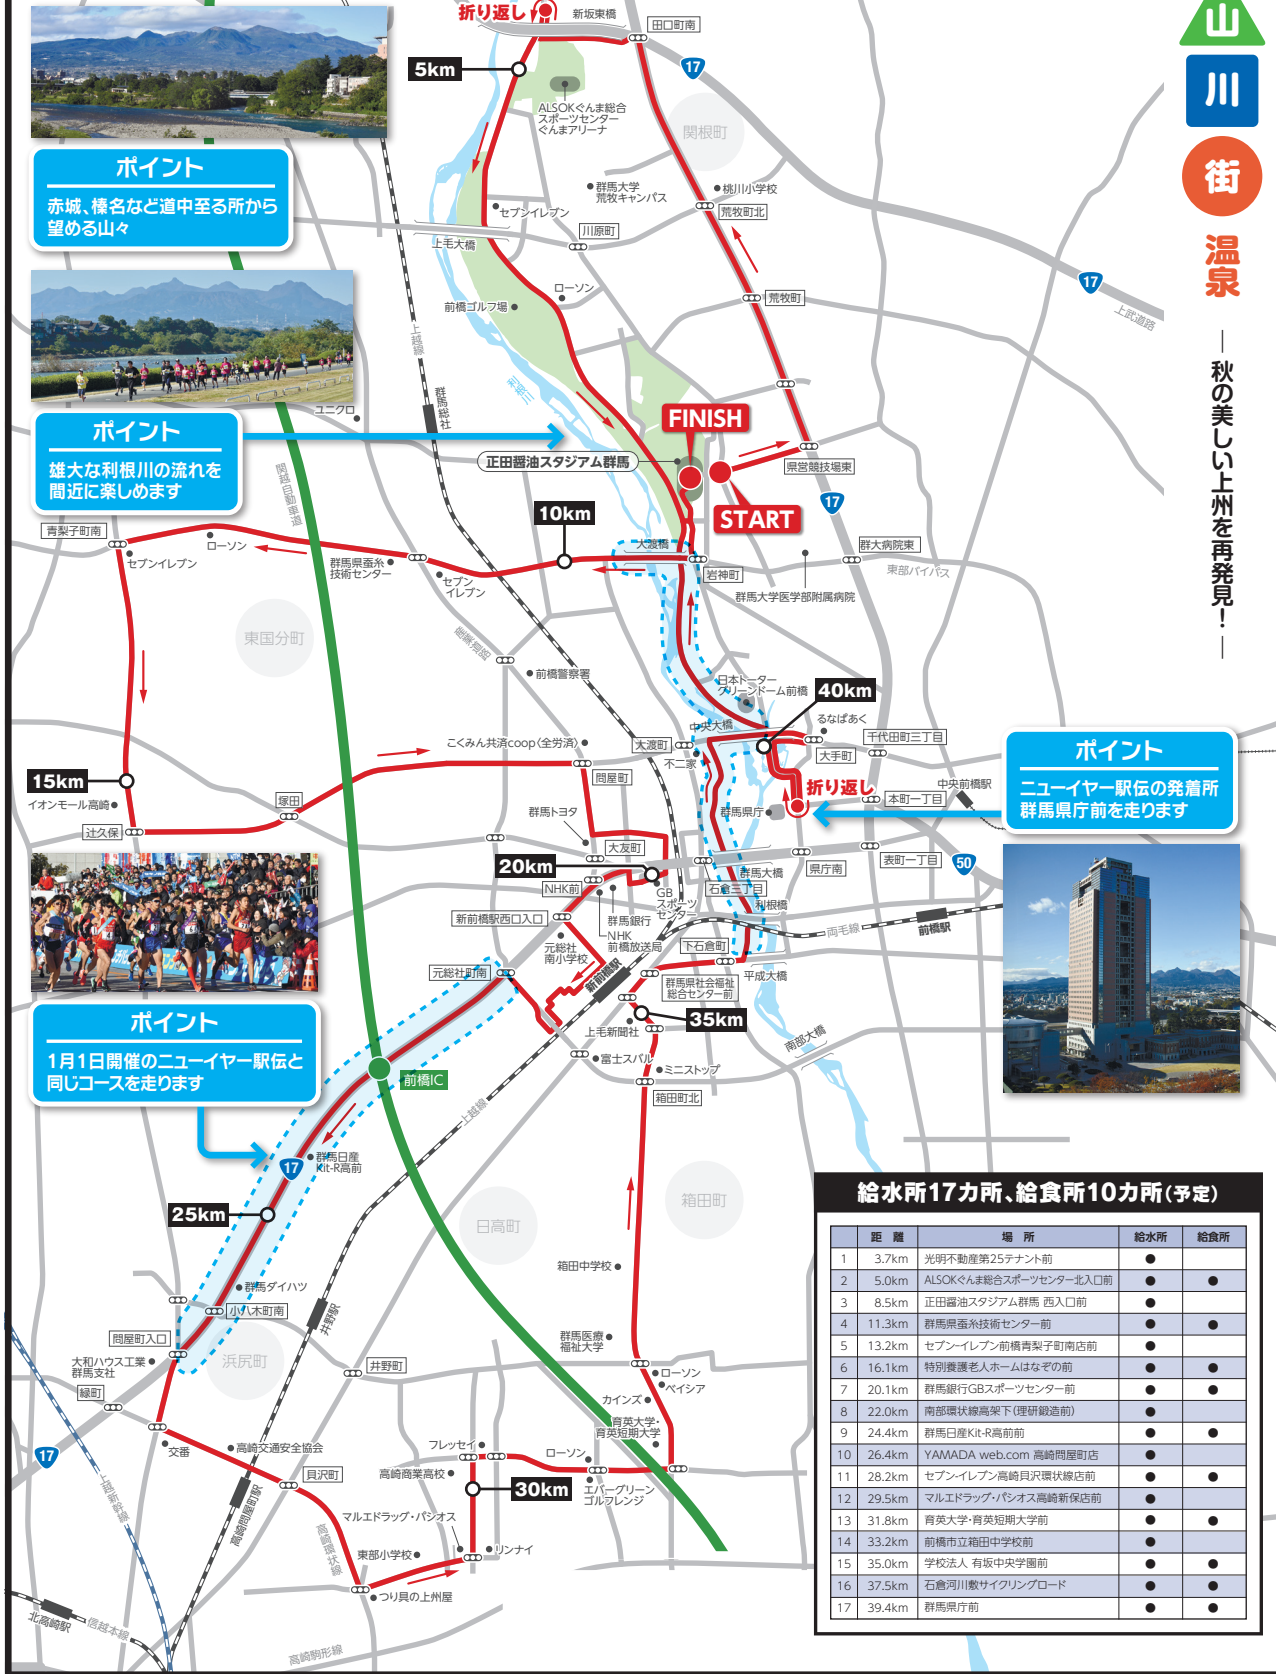 山
川
街
温泉
― 秋の美しい上州を再発見！ ―
折り返し
新坂東橋
田口町南
17
5km
ALSOKぐんま総合
スポーツセンター
ぐんまアリーナ
関根町
ポイント
赤城、榛名など道中至る所から
望める山々
群馬大学
荒牧キャンパス
桃川小学校
荒牧町北
セブンイレブン
川原町
上毛大橋
17
上武道路
前橋ゴルフ場
ローソン
荒牧町
上越線
利根川
群馬総社
ユニクロ
ポイント
雄大な利根川の流れを
間近に楽しめます
FINISH
正田醤油スタジアム群馬
県営競技場東
START
17
関越自動車道
10km
青梨子町南
ローソン
セブンイレブン
群馬県蚕糸
技術センター
セブン
イレブン
大渡橋
岩神町
群大病院東
東部バイパス
群馬大学医学部附属病院
東国分町
産業道路
前橋警察署
日本トーター
グリーンドーム前橋
40km
るなぱあく
中央大橋
大渡町
大手町
千代田町三丁目
こくみん共済coop〈全労済〉
不二家
問屋町
15km
イオンモール高崎
塚田
辻久保
群馬トヨタ
折り返し
群馬県庁
本町一丁目
中央前橋駅
ポイント
ニューイヤー駅伝の発着所
群馬県庁前を走ります
大友町
20km
NHK前
GB
スポーツ
センター
石倉三丁目
群馬大橋
県庁南
表町一丁目
50
利根橋
新前橋駅西口入口
群馬銀行
NHK
前橋放送局
元総社
南小学校
両毛線
前橋駅
下石倉町
平成大橋
元総社町南
新前橋駅
群馬県社会福祉
総合センター前
35km
上毛新聞社
南部大橋
富士スバル
ミニストップ
箱田町北
ポイント
1月1日開催のニューイヤー駅伝と
同じコースを走ります
前橋IC
上越線
17
群馬日産
Kit-R高前
25km
日高町
箱田町
箱田中学校
群馬ダイハツ
小八木町南
井野駅
問屋町入口
大和ハウス工業
群馬支社
浜尻町
緑町
井野町
群馬医療
福祉大学
ローソン
ベイシア
カインズ
育英大学・
育英短期大学
17
交番
高崎交通安全協会
フレッセイ
ローソン
貝沢町
高崎商業高校
30km
エバーグリーン
ゴルフレンジ
上越新幹線
高崎問屋町駅
高崎環状線
マルエドラッグ・パシオス
東部小学校
リンナイ
つり具の上州屋
北高崎駅
信越本線
高崎駒形線
給水所17カ所、給食所10カ所(予定)
距離 場所 給水所 給食所
1 3.7km 光明不動産第25テナント前 ●
2 5.0km ALSOKぐんま総合スポーツセンター北入口前 ● ●
3 8.5km 正田醤油スタジアム群馬 西入口前 ●
4 11.3km 群馬県蚕糸技術センター前 ● ●
5 13.2km セブン-イレブン前橋青梨子町南店前 ●
6 16.1km 特別養護老人ホームはなぞの前 ● ●
7 20.1km 群馬銀行GBスポーツセンター前 ● ●
8 22.0km 南部環状線高架下(理研鍛造前) ●
9 24.4km 群馬日産Kit-R高前前 ● ●
10 26.4km YAMADA web.com 高崎問屋町店 ●
11 28.2km セブン-イレブン高崎貝沢環状線店前 ● ●
12 29.5km マルエドラッグ・パシオス高崎新保店前 ●
13 31.8km 育英大学・育英短期大学前 ● ●
14 33.2km 前橋市立箱田中学校前 ●
15 35.0km 学校法人 有坂中央学園前 ● ●
16 37.5km 石倉河川敷サイクリングロード ● ●
17 39.4km 群馬県庁前 ● ●